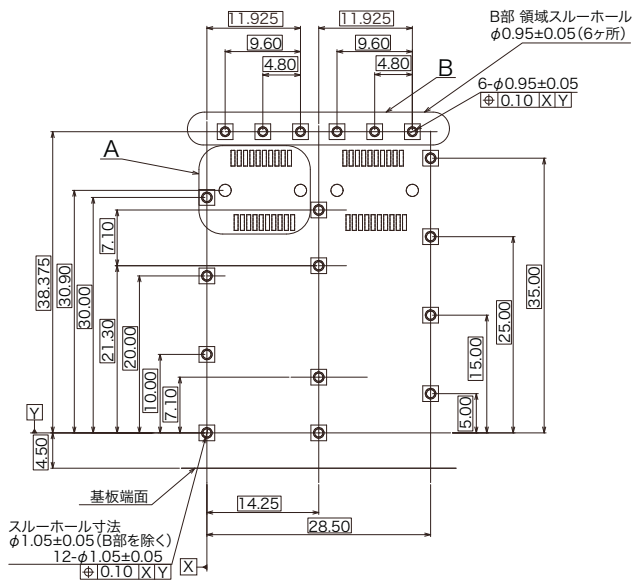 11.925
11.925
9.60
9.60
4.80
4.80
B部 領域スルーホール
φ0.95±0.05(6ヶ所)
B
6-φ0.95±0.05
⌖ 0.10 X Y
A
38.375
30.90
30.00
7.10
21.30
20.00
10.00
7.10
35.00
25.00
15.00
5.00
Y
4.50
基板端面
14.25
28.50
スルーホール寸法
φ1.05±0.05(B部を除く)
12-φ1.05±0.05
⌖ 0.10 X Y
X